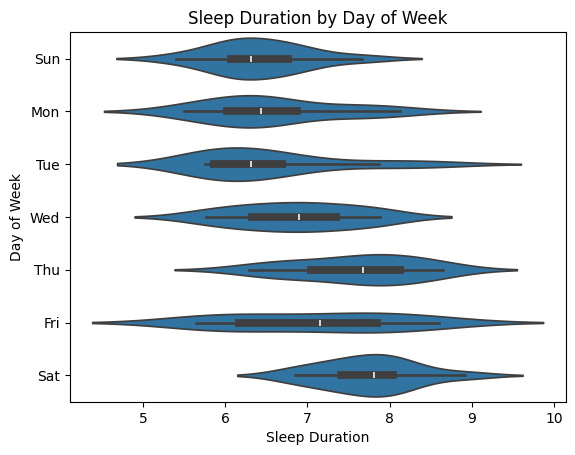 Sleep Duration by Day of Week
Sun
Mon
Tue
Wed
Thu
Fri
Sat
Day of Week
5 6 7 8 9 10
Sleep Duration